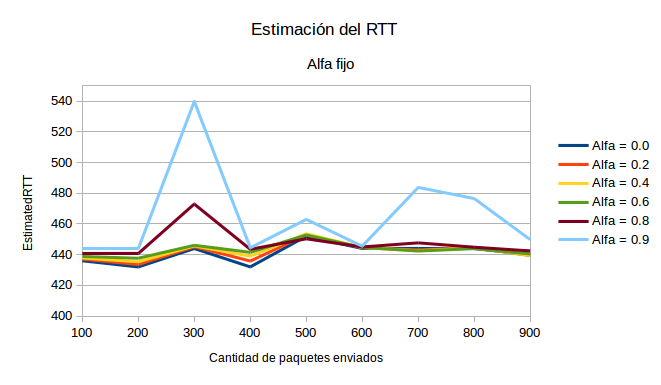 Estimación del RTT
Alfa fijo
EstimatedRTT
540
520
500
480
460
440
420
400
100 200 300 400 500 600 700 800 900
Cantidad de paquetes enviados
Alfa = 0.0
Alfa = 0.2
Alfa = 0.4
Alfa = 0.6
Alfa = 0.8
Alfa = 0.9